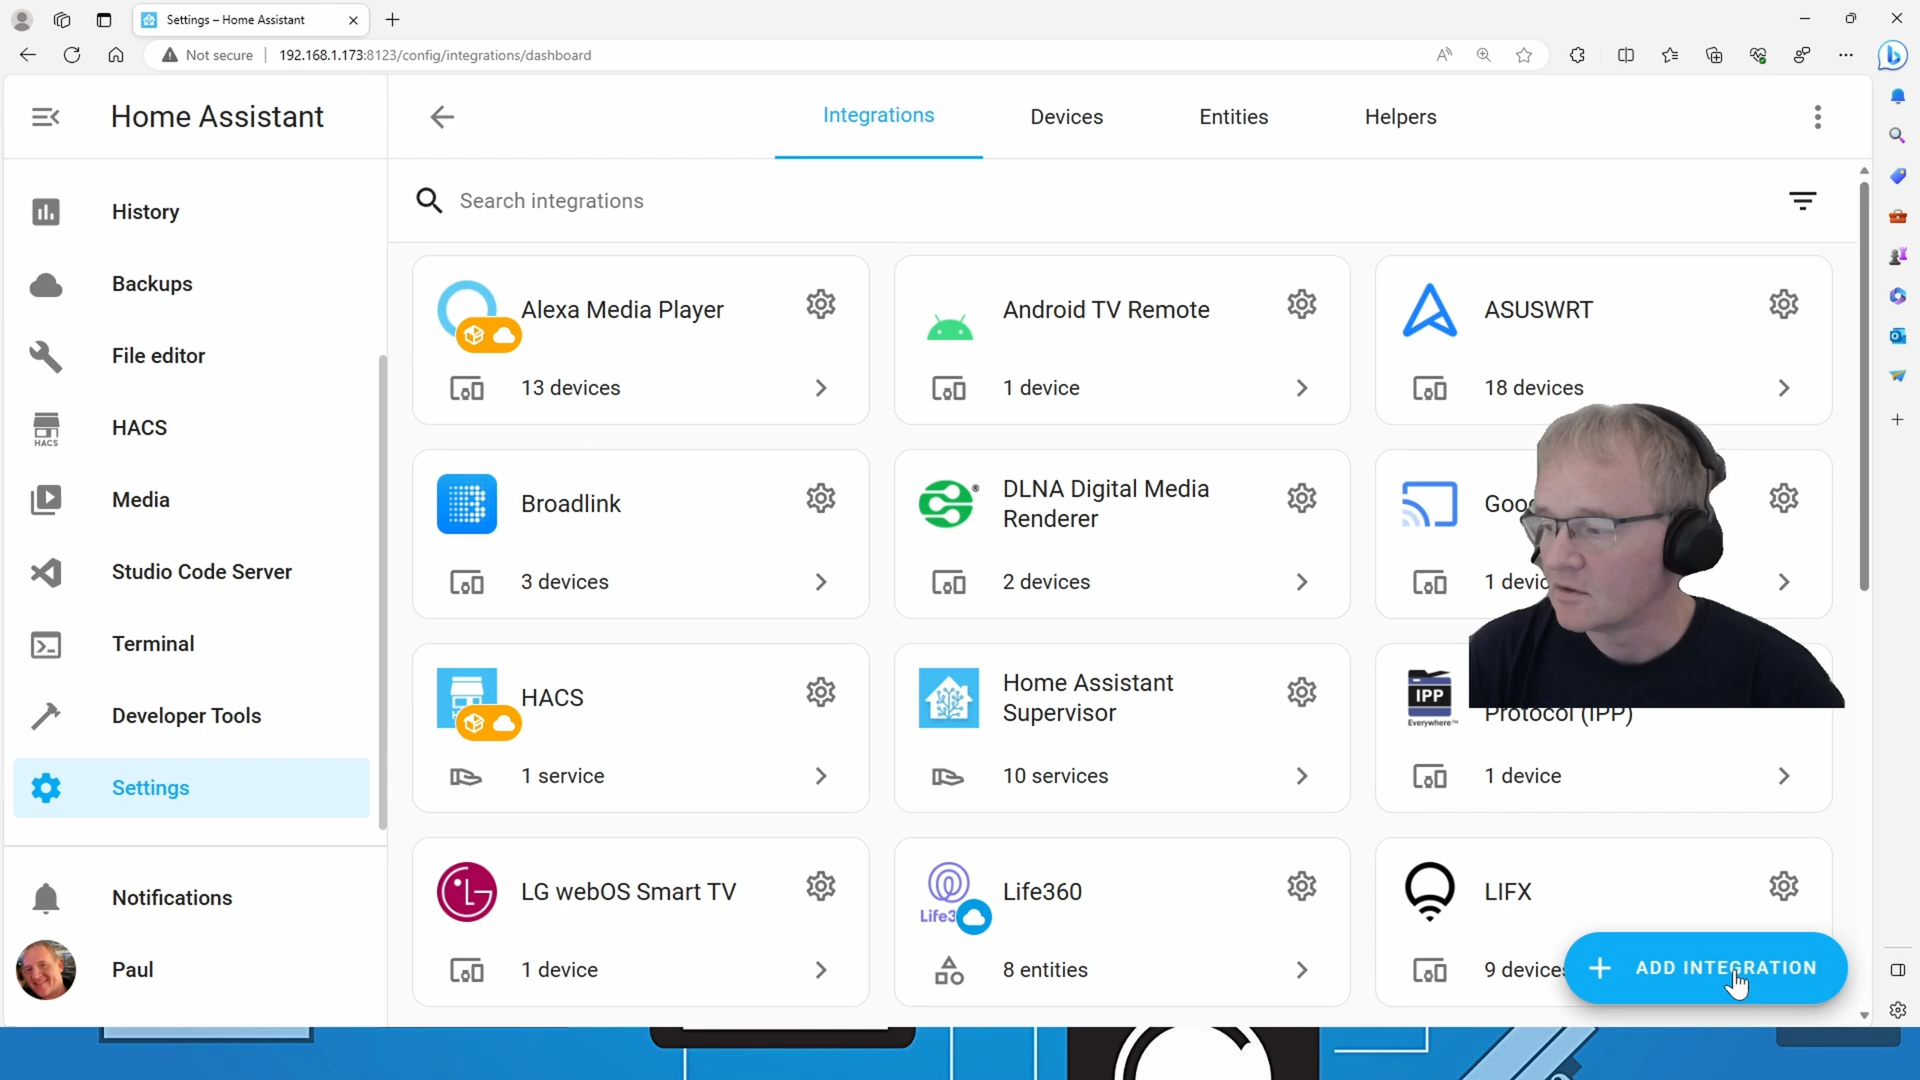 Settings – Home Assistant
Not secure
192.168.1.173:8123/config/integrations/dashboard
Home Assistant
History
Backups
File editor
HACS
HACS
Media
Studio Code Server
Terminal
Developer Tools
Settings
Notifications
Paul
Integrations
Devices
Entities
Helpers
Search integrations
Alexa Media Player
13 devices
Android TV Remote
1 device
ASUSWRT
18 devices
Broadlink
3 devices
DLNA Digital Media
Renderer
2 devices
1
HACS
1 service
Home Assistant
Supervisor
10 services
IPP
Everywhere™
Protocol (IPP)
1 device
LG
LG webOS Smart TV
1 device
Life360
8 entities
LIFX
9 devices
ADD INTEGRATION